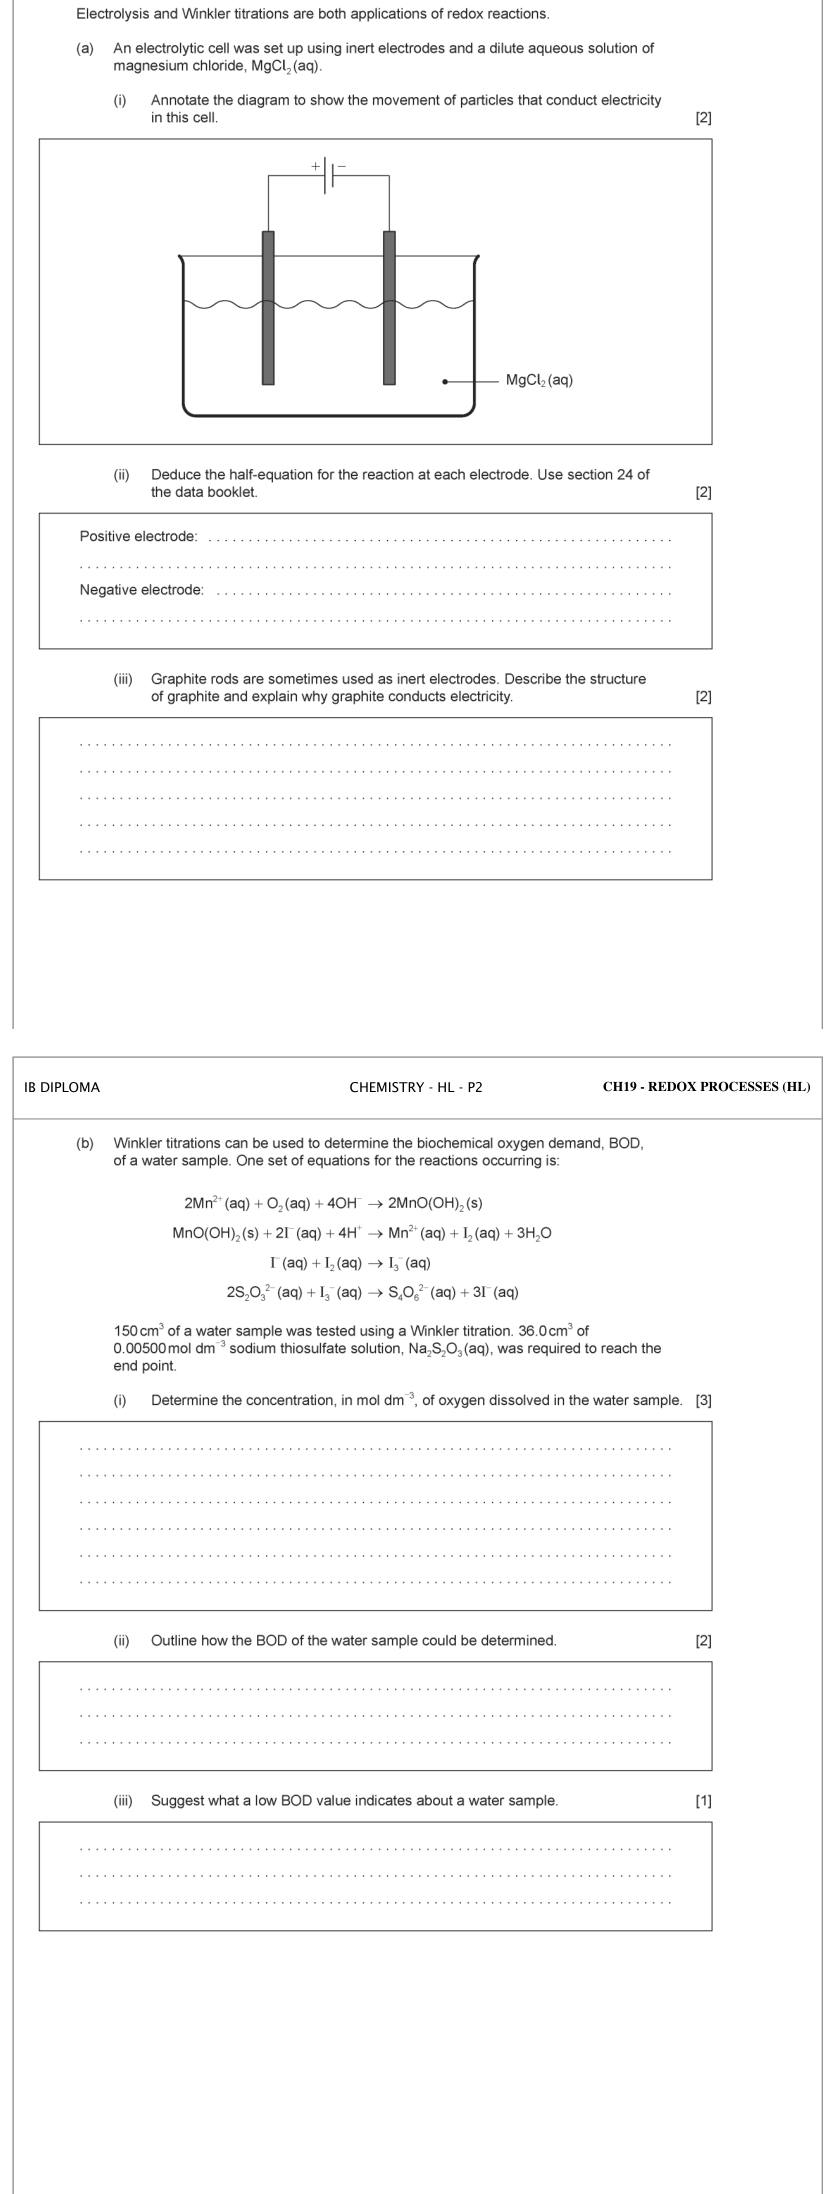 Electrolysis and Winkler titrations are both applications of redox reactions.
(a) An electrolytic cell was set up using inert electrodes and a dilute aqueous solution of
magnesium chloride, MgCl₂(aq).
(i) Annotate the diagram to show the movement of particles that conduct electricity
in this cell. [2]
+ −
MgCl₂(aq)
(ii) Deduce the half-equation for the reaction at each electrode. Use section 24 of
the data booklet. [2]
Positive electrode:
Negative electrode:
(iii) Graphite rods are sometimes used as inert electrodes. Describe the structure
of graphite and explain why graphite conducts electricity. [2]
IB DIPLOMA CHEMISTRY - HL - P2 CH19 - REDOX PROCESSES (HL)
(b) Winkler titrations can be used to determine the biochemical oxygen demand, BOD,
of a water sample. One set of equations for the reactions occurring is:
2Mn²⁺(aq) + O₂(aq) + 4OH⁻ → 2MnO(OH)₂(s)
MnO(OH)₂(s) + 2I⁻(aq) + 4H⁺ → Mn²⁺(aq) + I₂(aq) + 3H₂O
I⁻(aq) + I₂(aq) → I₃⁻(aq)
2S₂O₃²⁻(aq) + I₃⁻(aq) → S₄O₆²⁻(aq) + 3I⁻(aq)
150 cm³ of a water sample was tested using a Winkler titration. 36.0 cm³ of
0.00500 mol dm⁻³ sodium thiosulfate solution, Na₂S₂O₃(aq), was required to reach the
end point.
(i) Determine the concentration, in mol dm⁻³, of oxygen dissolved in the water sample. [3]
(ii) Outline how the BOD of the water sample could be determined. [2]
(iii) Suggest what a low BOD value indicates about a water sample. [1]